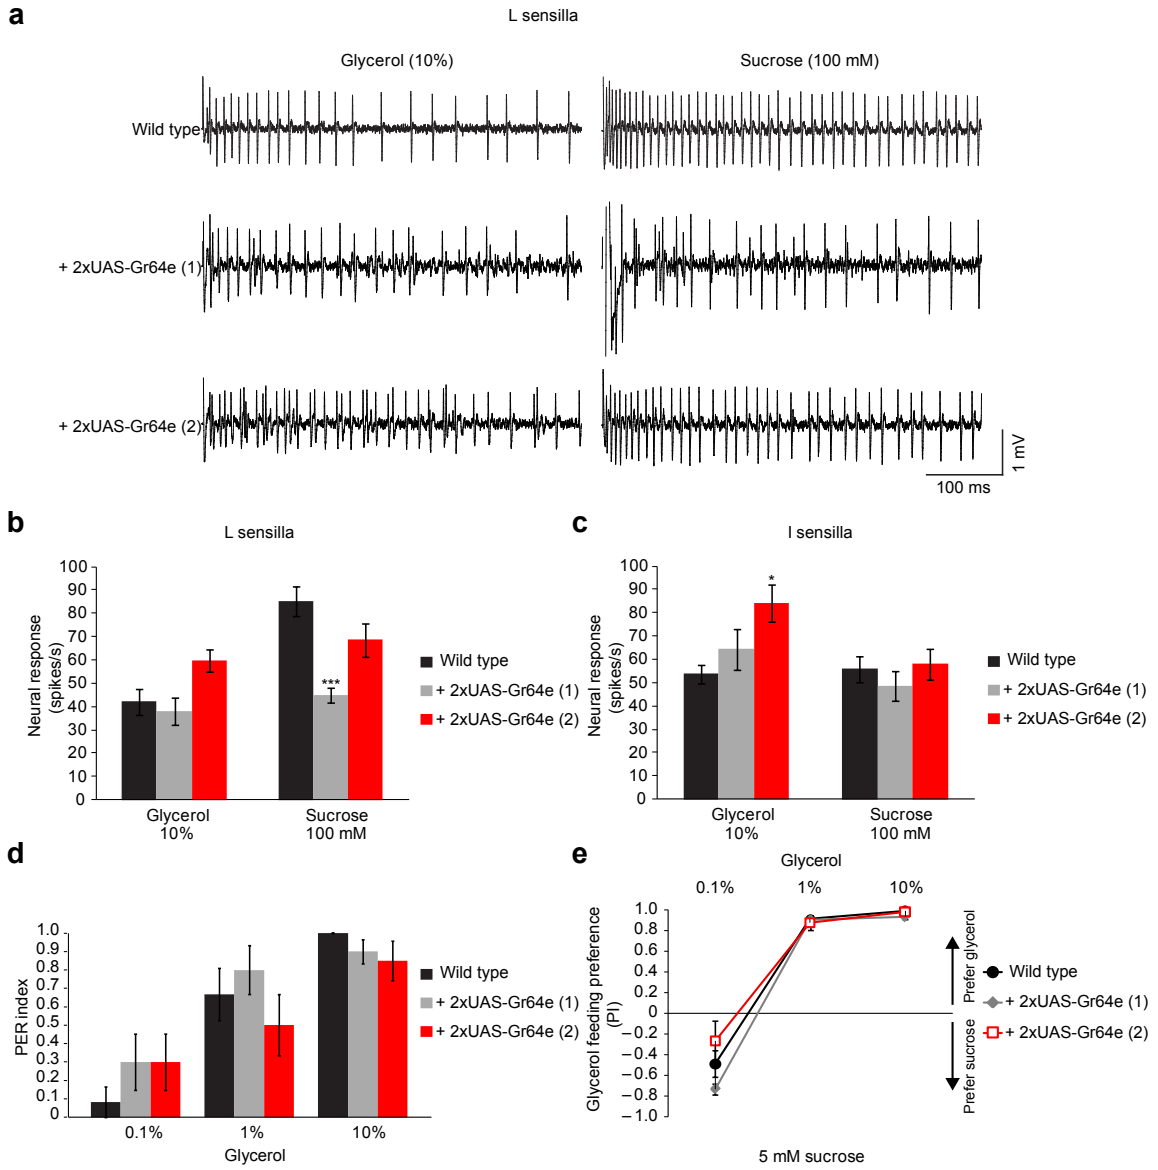 a
L sensilla
Glycerol (10%)
Sucrose (100 mM)
Wild type
+ 2xUAS-Gr64e (1)
+ 2xUAS-Gr64e (2)
1 mV
100 ms
b
L sensilla
Neural response
(spikes/s)
100
90
80
70
60
50
40
30
20
10
0
***
Glycerol
10%
Sucrose
100 mM
Wild type
+ 2xUAS-Gr64e (1)
+ 2xUAS-Gr64e (2)
c
I sensilla
Neural response
(spikes/s)
100
90
80
70
60
50
40
30
20
10
0
*
Glycerol
10%
Sucrose
100 mM
Wild type
+ 2xUAS-Gr64e (1)
+ 2xUAS-Gr64e (2)
d
PER index
1.0
0.9
0.8
0.7
0.6
0.5
0.4
0.3
0.2
0.1
0
0.1%
1%
10%
Glycerol
Wild type
+ 2xUAS-Gr64e (1)
+ 2xUAS-Gr64e (2)
e
Glycerol
0.1%
1%
10%
Glycerol feeding preference
(PI)
1.0
0.8
0.6
0.4
0.2
0
–0.2
–0.4
–0.6
–0.8
–1.0
Prefer glycerol
Prefer sucrose
5 mM sucrose
Wild type
+ 2xUAS-Gr64e (1)
+ 2xUAS-Gr64e (2)